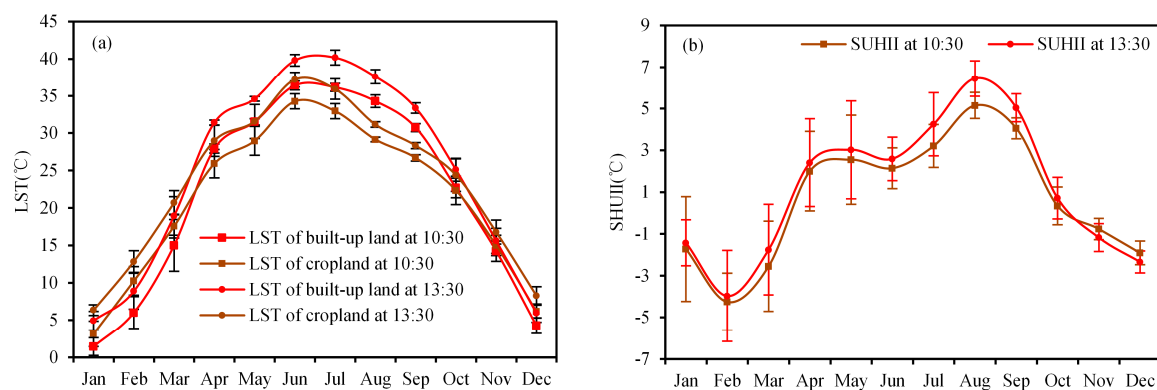 (a)
LST(℃)
45
40
35
30
25
20
15
10
5
0
LST of built-up land at 10:30
LST of cropland at 10:30
LST of built-up land at 13:30
LST of cropland at 13:30
Jan Feb Mar Apr May Jun Jul Aug Sep Oct Nov Dec
(b)
SUHII at 10:30 SUHII at 13:30
SHUII(℃)
9
7
5
3
1
-1
-3
-5
-7
Jan Feb Mar Apr May Jun Jul Aug Sep Oct Nov Dec